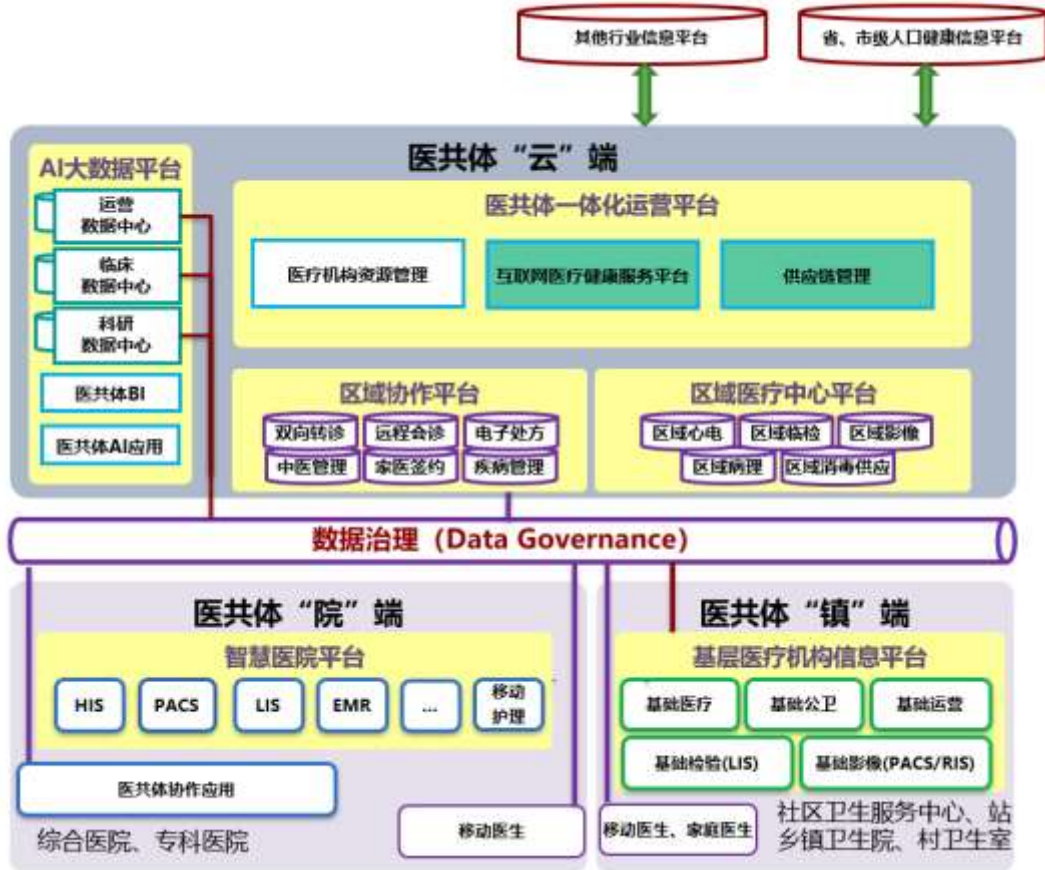 其他行业信息平台
省、市级人口健康信息平台
医共体“云”端
AI大数据平台
运营
数据中心
临床
数据中心
科研
数据中心
医共体BI
医共体AI应用
医共体一体化运营平台
医疗机构资源管理
互联网医疗健康服务平台
供应链管理
区域协作平台
双向转诊
远程会诊
电子处方
中医管理
家医签约
疾病管理
区域医疗中心平台
区域心电
区域临检
区域影像
区域病理
区域消毒供应
数据治理（Data Governance）
医共体“院”端
智慧医院平台
HIS
PACS
LIS
EMR
...
移动
护理
医共体协作应用
综合医院、专科医院
移动医生
医共体“镇”端
基层医疗机构信息平台
基础医疗
基础公卫
基础运营
基础检验(LIS)
基础影像(PACS/RIS)
移动医生、家庭医生
社区卫生服务中心、站
乡镇卫生院、村卫生室